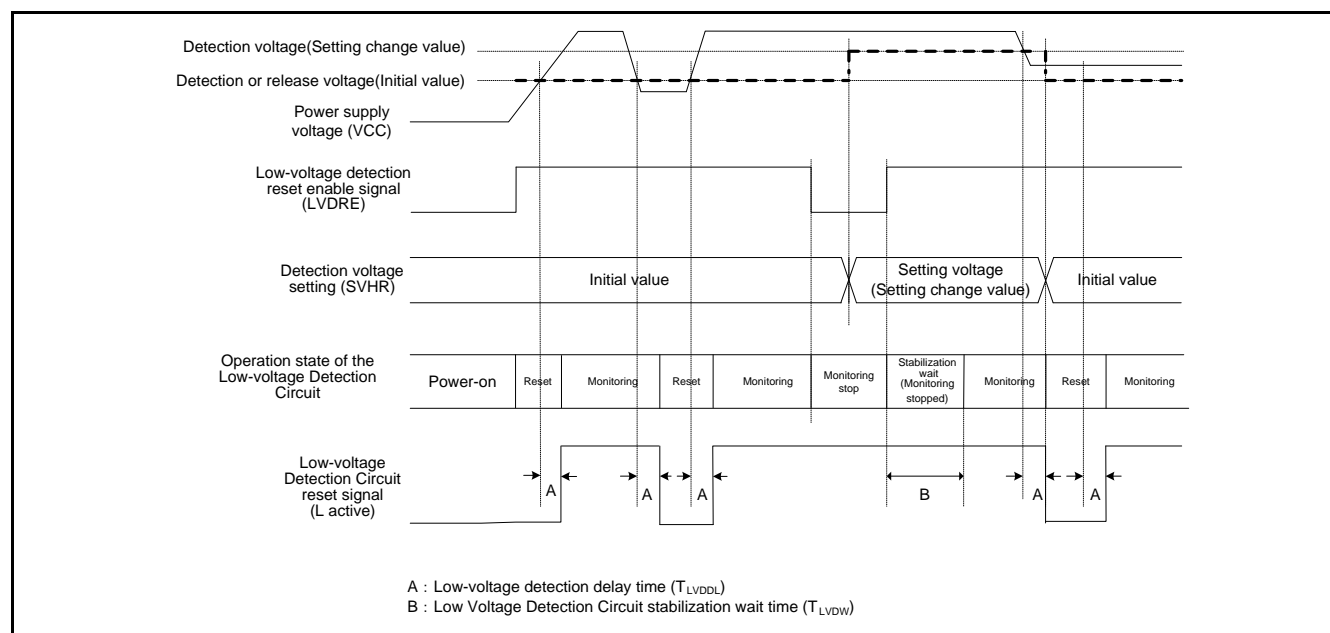 Detection voltage(Setting change value)
Detection or release voltage(Initial value)
Power supply
voltage (VCC)
Low-voltage detection
reset enable signal
(LVDRE)
Detection voltage
setting (SVHR)
Initial value
Setting voltage
(Setting change value)
Initial value
Operation state of the
Low-voltage Detection
Circuit
Power-on
Reset
Monitoring
Reset
Monitoring
Monitoring
stop
Stabilization
wait
(Monitoring
stopped)
Monitoring
Reset
Monitoring
Low-voltage
Detection Circuit
reset signal
(L active)
A
A
A
B
A
A
A : Low-voltage detection delay time (TLVDDL)
B : Low Voltage Detection Circuit stabilization wait time (TLVDW)